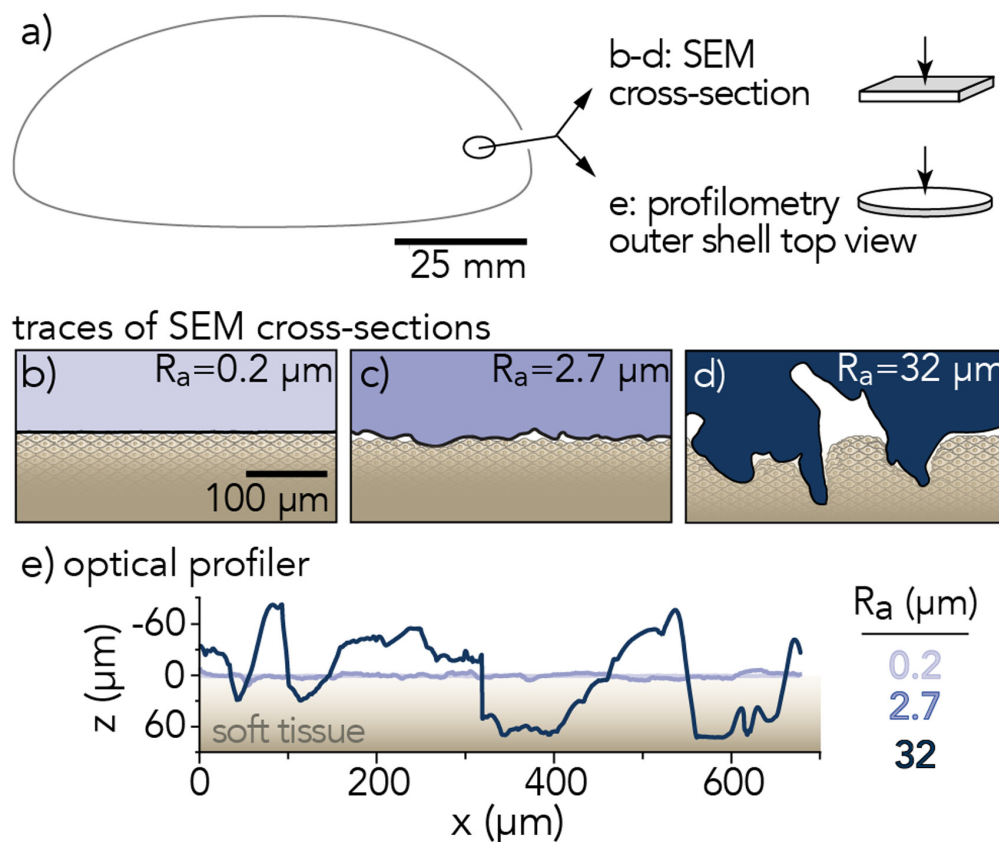 a)
b-d: SEM
cross-section
e: profilometry
outer shell top view
25 mm
traces of SEM cross-sections
b) Rₐ=0.2 µm
100 µm
c) Rₐ=2.7 µm
d) Rₐ=32 µm
e) optical profiler
z (µm)
-60
0
60
soft tissue
0 200 400 600
x (µm)
Rₐ (µm)
0.2
2.7
32